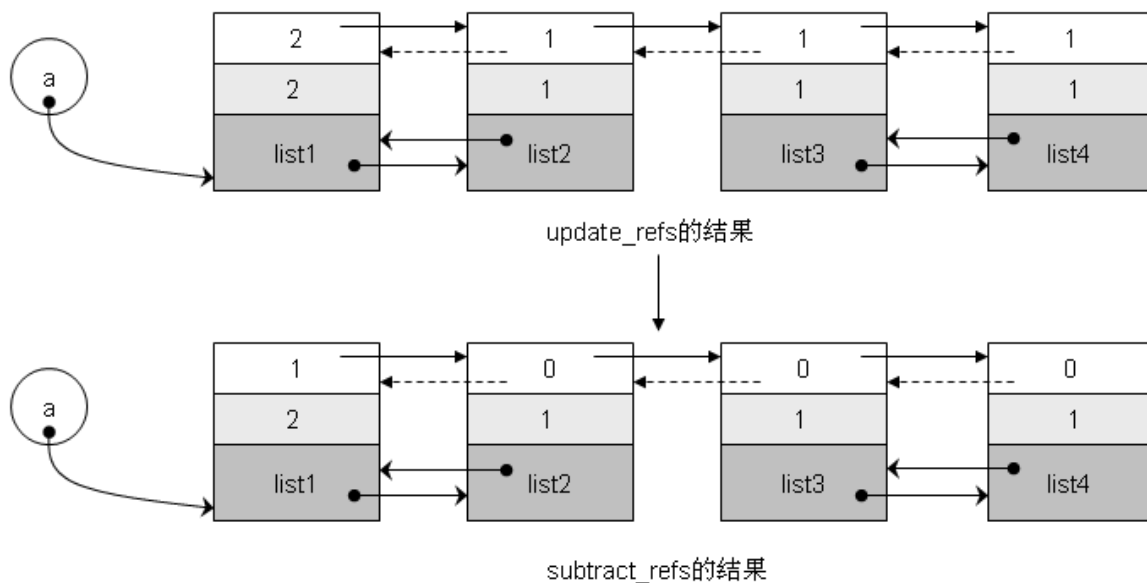 2 1 1 1
a
2 1 1 1
list1 list2 list3 list4
update_refs的结果
1 0 0 0
a
2 1 1 1
list1 list2 list3 list4
subtract_refs的结果